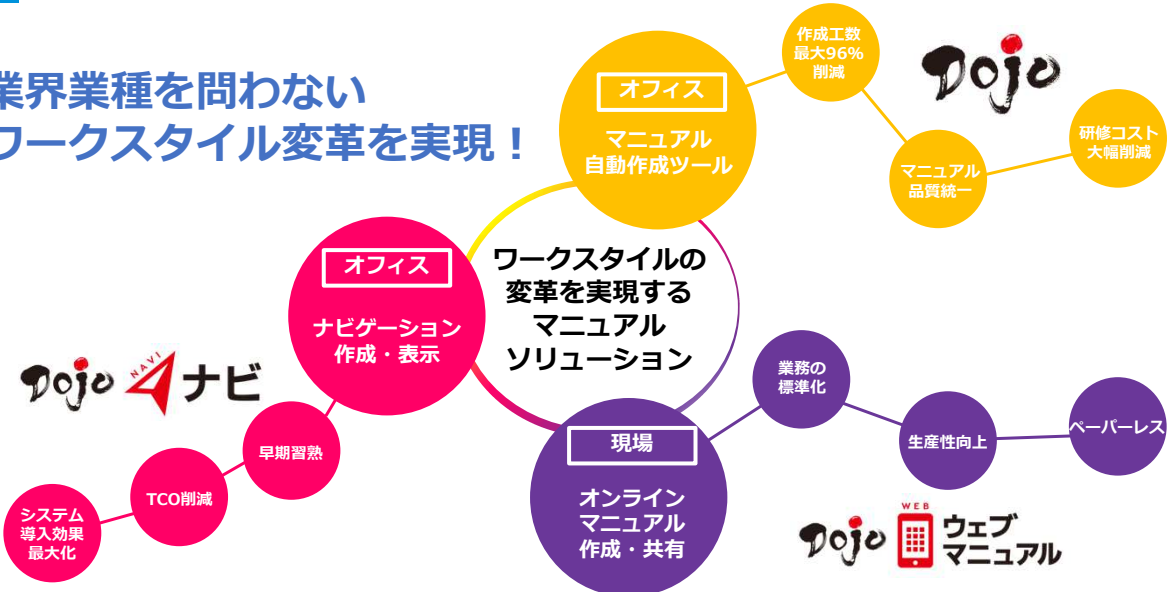 業界業種を問わない
ワークスタイル変革を実現！
オフィス
マニュアル
自動作成ツール
作成工数
最大96%
削減
マニュアル
品質統一
研修コスト
大幅削減
Dojo
オフィス
ナビゲーション
作成・表示
ワークスタイルの
変革を実現する
マニュアル
ソリューション
Dojo NAVI ナビ
早期習熟
TCO削減
システム
導入効果
最大化
現場
オンライン
マニュアル
作成・共有
業務の
標準化
生産性向上
ペーパーレス
Dojo
WEB
ウェブ
マニュアル